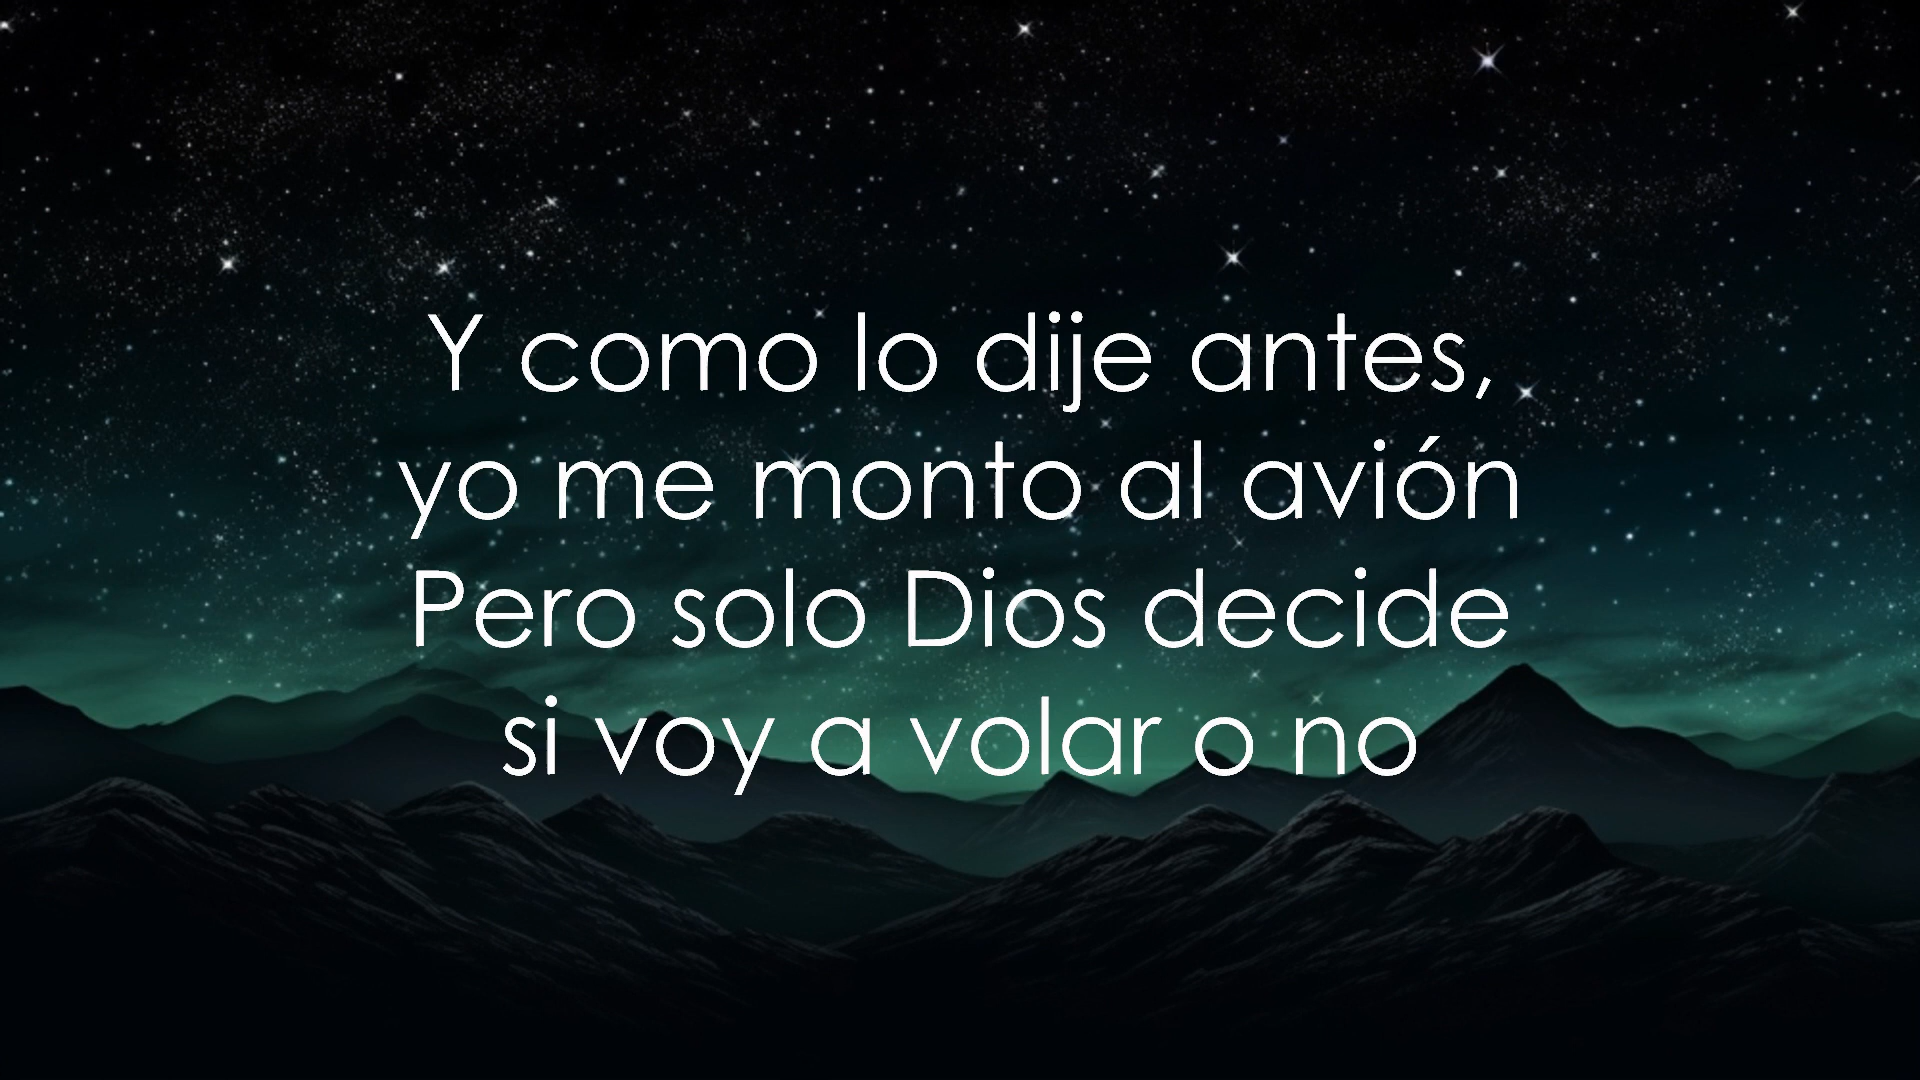 Y como lo dije antes,
yo me monto al avión
Pero solo Dios decide
si voy a volar o no